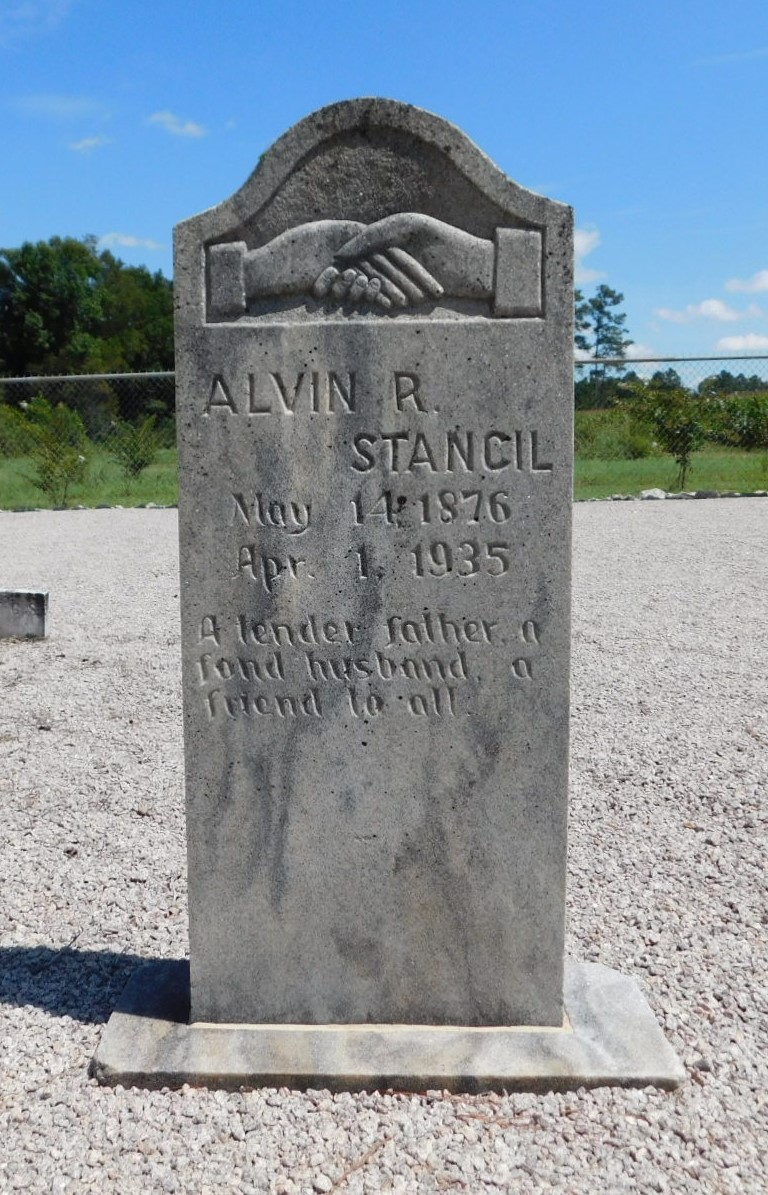 ALVIN R.
STANCIL
May 14, 1876
Apr. 1, 1935
A tender father, a
fond husband, a
friend to all.